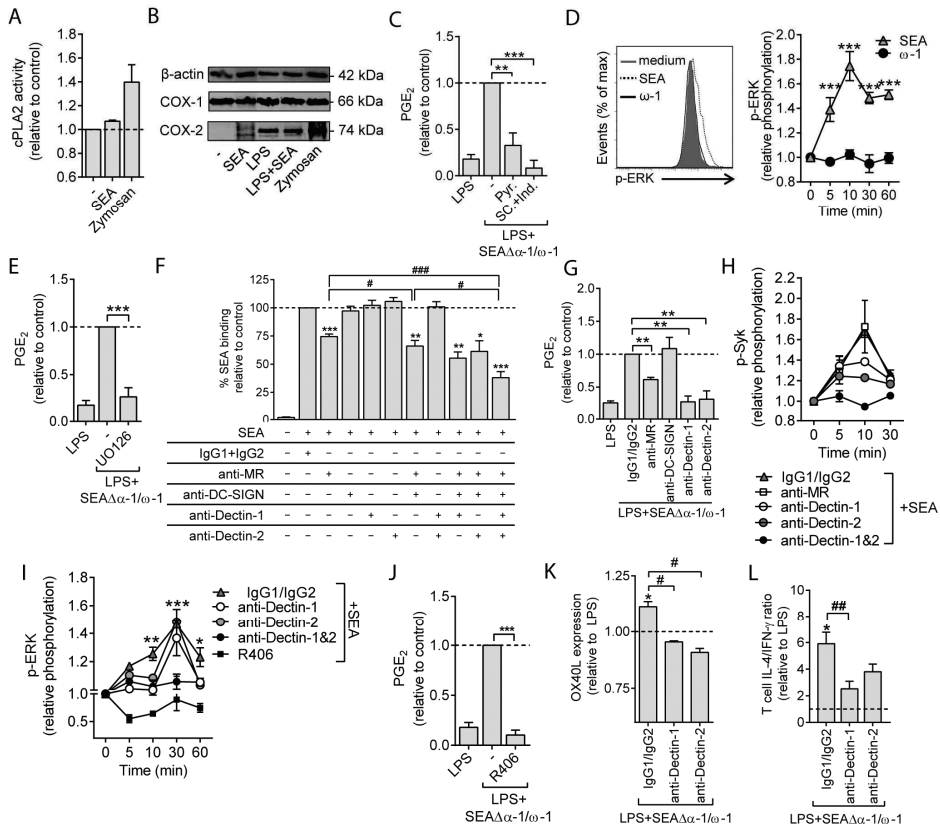 A
cPLA2 activity
(relative to control)
1.6
1.4
1.2
1.0
0.8
0.6
-
SEA
Zymosan
B
β-actin
42 kDa
COX-1
66 kDa
COX-2
74 kDa
-
SEA
LPS
LPS+SEA
Zymosan
C
PGE2
(relative to control)
1.5
1.0
0.5
0.0
***
**
LPS
-
Pyr.
SC.+Ind.
LPS+
SEAΔα-1/ω-1
D
Events (% of max)
medium
SEA
ω-1
p-ERK
p-ERK
(relative phosphorylation)
2.0
1.8
1.6
1.4
1.2
1.0
0.8
*** *** *** ***
SEA
ω-1
0 5 10 30 60
Time (min)
E
PGE2
(relative to control)
1.5
1.0
0.5
0.0
***
LPS
-
UO126
LPS+
SEAΔα-1/ω-1
F
% SEA binding
relative to control
125
100
75
50
25
0
###
# #
*** ** ** * ***
SEA – + + + + + + + + + +
IgG1+IgG2 – + – – – – – – – – –
anti-MR – – + – – – + – + + +
anti-DC-SIGN – – – + – – + – + + +
anti-Dectin-1 – – – – + – – + + – +
anti-Dectin-2 – – – – – + – + – + +
G
PGE2
(relative to control)
2.0
1.5
1.0
0.5
0.0
**
**
**
LPS
IgG1/IgG2
anti-MR
anti-DC-SIGN
anti-Dectin-1
anti-Dectin-2
LPS+SEAΔα-1/ω-1
H
p-Syk
(relative phosphorylation)
2.0
1.8
1.6
1.4
1.2
1.0
0.8
0 5 10 30
Time (min)
IgG1/IgG2
anti-MR
anti-Dectin-1
anti-Dectin-2
anti-Dectin-1&2
+SEA
I
p-ERK
(relative phosphorylation)
1.6
1.4
1.2
1.0
0.5
** *** *
0 5 10 30 60
Time (min)
IgG1/IgG2
anti-Dectin-1
anti-Dectin-2
anti-Dectin-1&2
R406
+SEA
J
PGE2
(relative to control)
1.5
1.0
0.5
0.0
***
LPS
-
R406
LPS+
SEAΔα-1/ω-1
K
OX40L expression
(relative to LPS)
1.25
1.00
0.75
#
#
*
IgG1/IgG2
anti-Dectin-1
anti-Dectin-2
LPS+SEAΔα-1/ω-1
L
T cell IL-4/IFN-γ ratio
(relative to LPS)
10
8
6
4
2
0
##
*
IgG1/IgG2
anti-Dectin-1
anti-Dectin-2
LPS+SEAΔα-1/ω-1